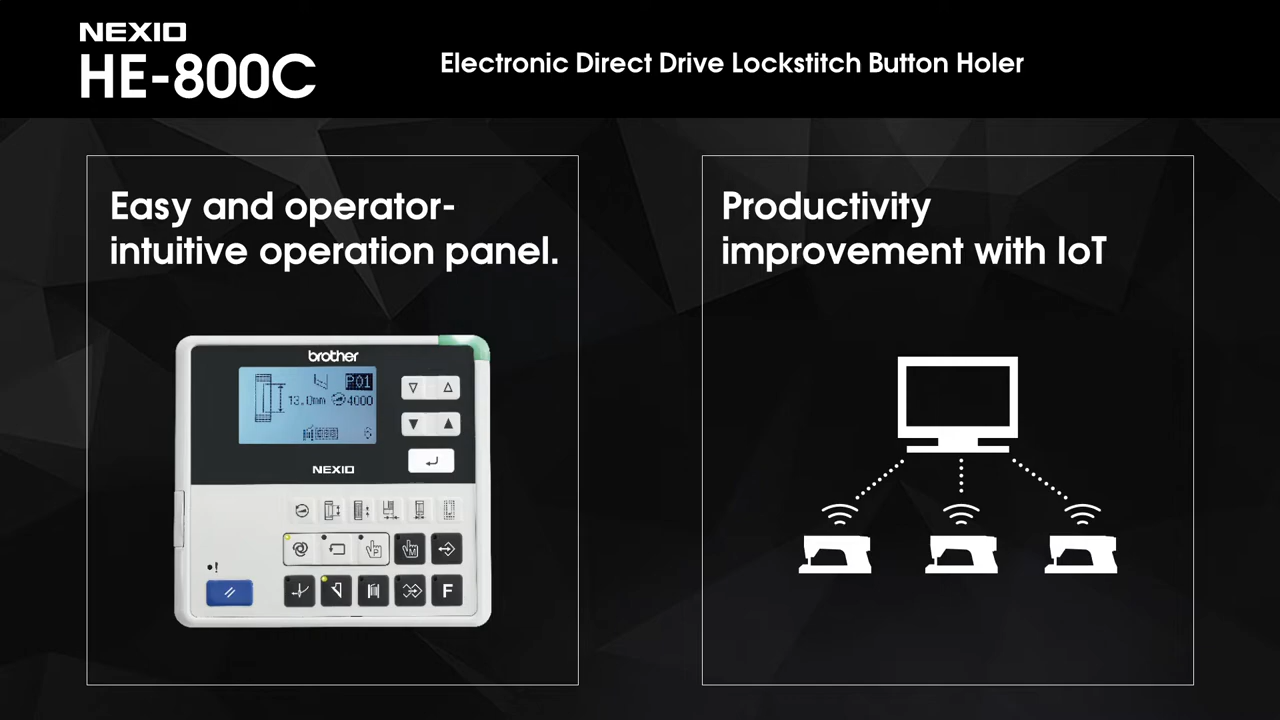 NEXIO
HE-800C
Electronic Direct Drive Lockstitch Button Holer
Easy and operator-
intuitive operation panel.
brother
P01
13.0mm 4000
6
NEXIO
P
M
!
F
Productivity
improvement with IoT